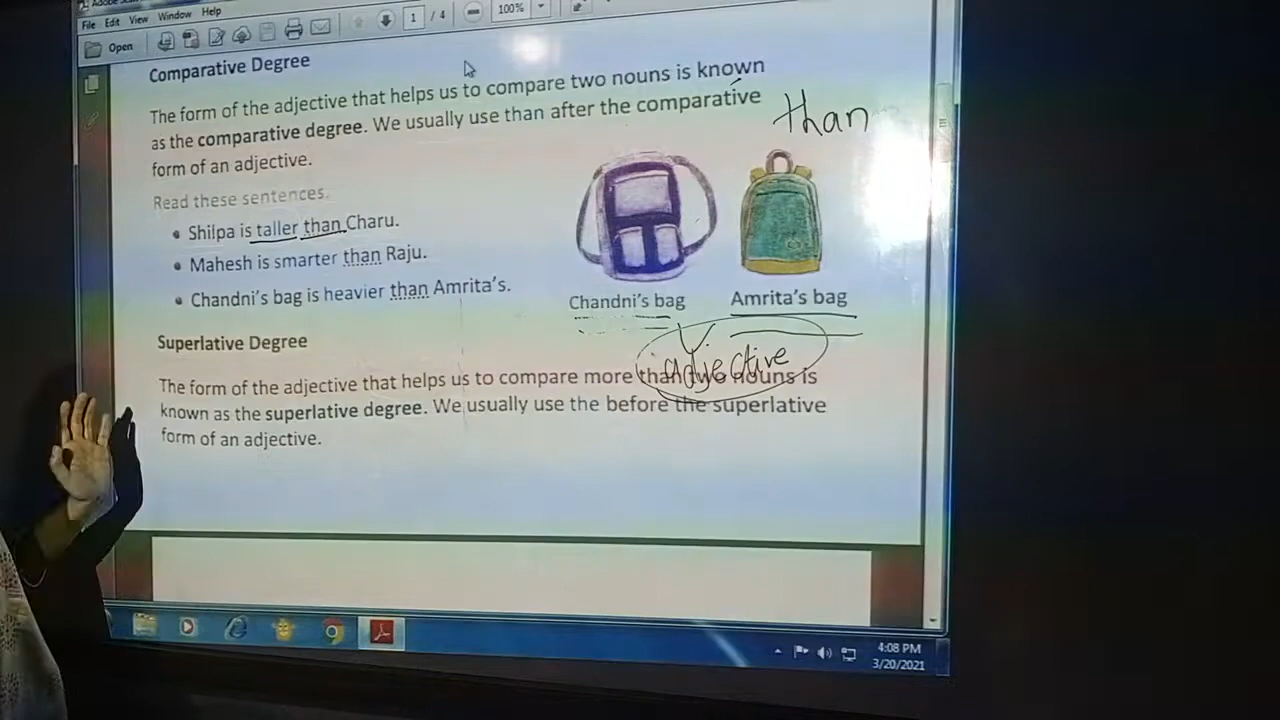 File Edit View Window Help
Open 1 / 4 100%
Comparative Degree
The form of the adjective that helps us to compare two nouns is known
as the comparative degree. We usually use than after the comparative
form of an adjective.
than
Read these sentences.
• Shilpa is taller than Charu.
• Mahesh is smarter than Raju.
• Chandni's bag is heavier than Amrita's.
Chandni's bag
Amrita's bag
adjective
Superlative Degree
The form of the adjective that helps us to compare more than two nouns is
known as the superlative degree. We usually use the before the superlative
form of an adjective.
4:08 PM
3/20/2021